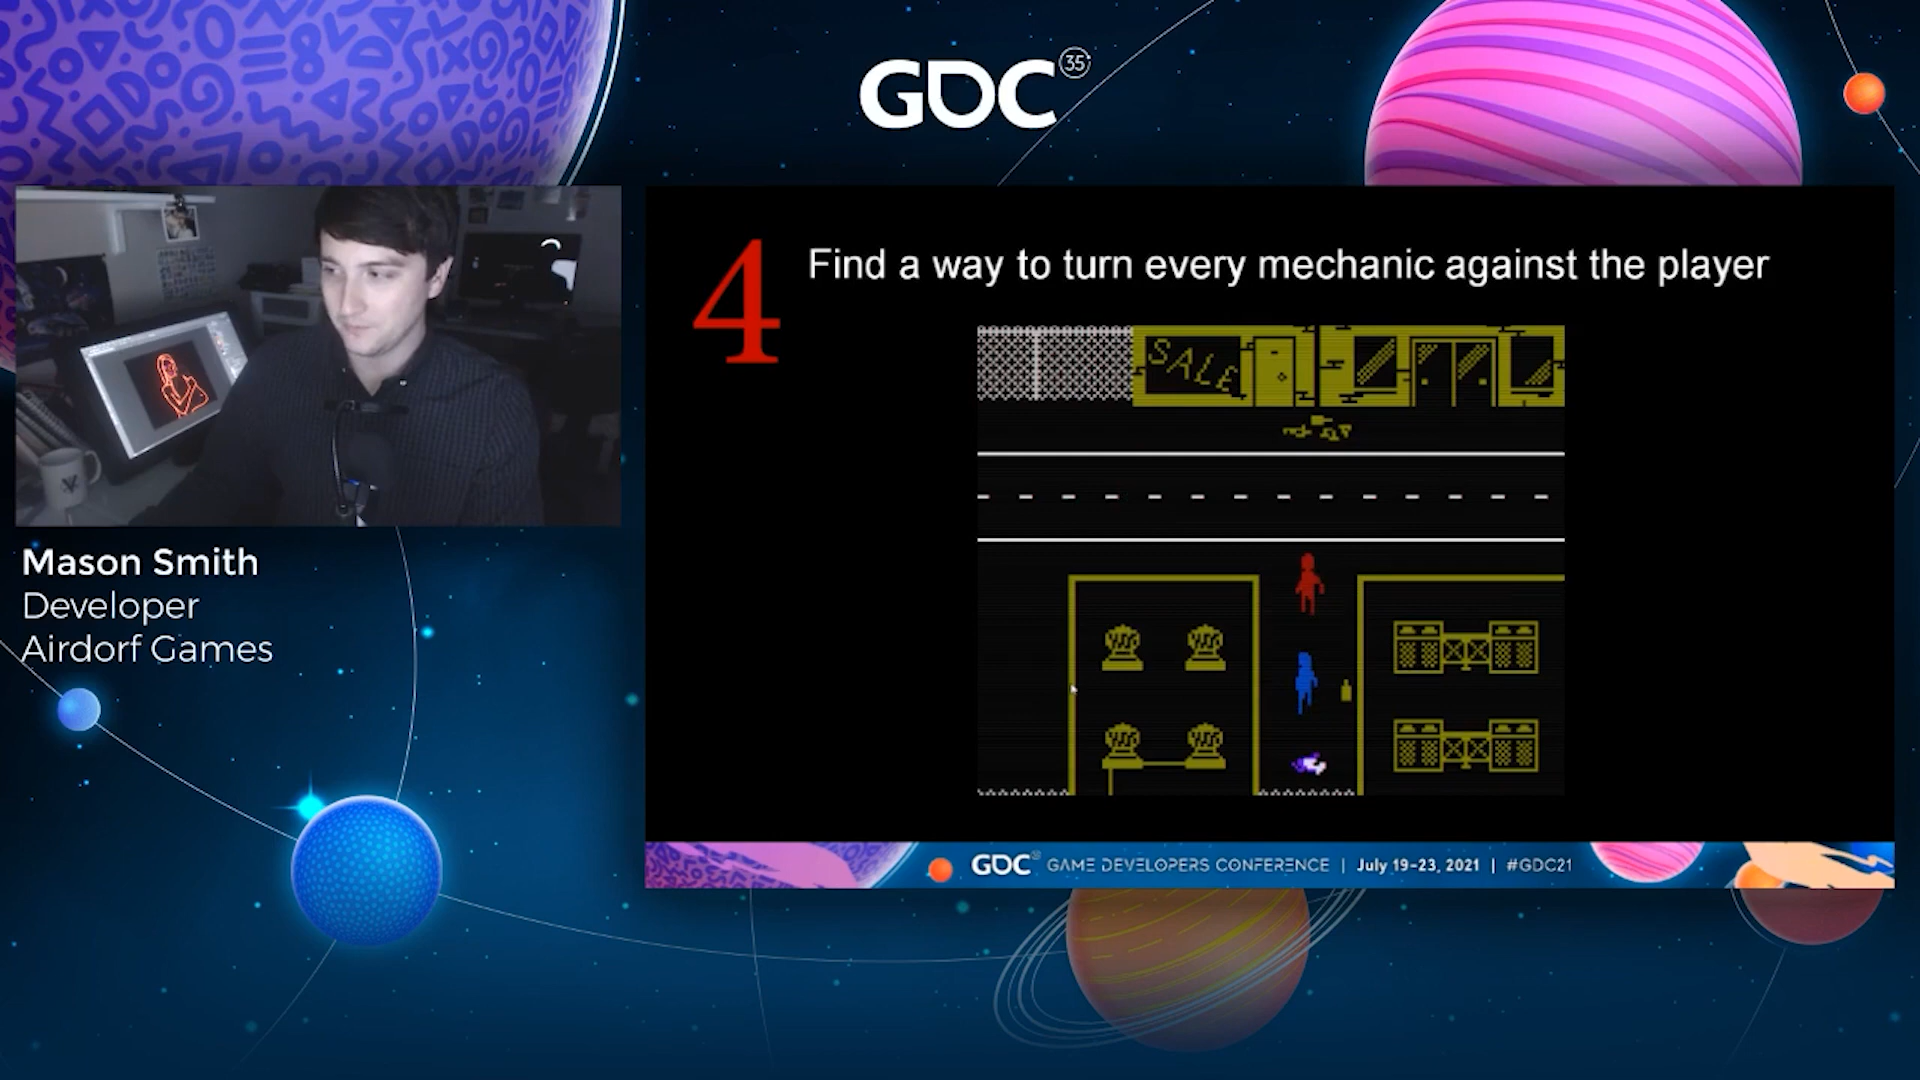 GDC 35
4 Find a way to turn every mechanic against the player
SALE
Mason Smith
Developer
Airdorf Games
GDC GAME DEVELOPERS CONFERENCE | July 19-23, 2021 | #GDC21